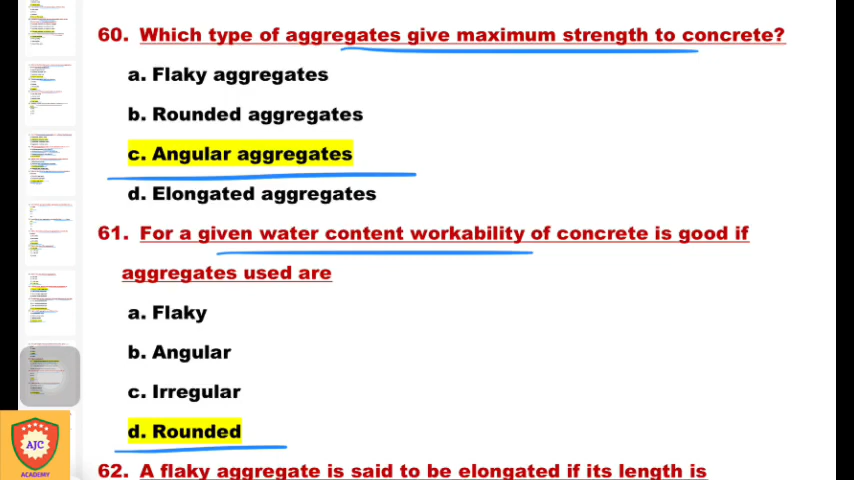 60. Which type of aggregates give maximum strength to concrete?
a. Flaky aggregates
b. Rounded aggregates
c. Angular aggregates
d. Elongated aggregates
61. For a given water content workability of concrete is good if
aggregates used are
a. Flaky
b. Angular
c. Irregular
d. Rounded
62. A flaky aggregate is said to be elongated if its length is
AJC
ACADEMY